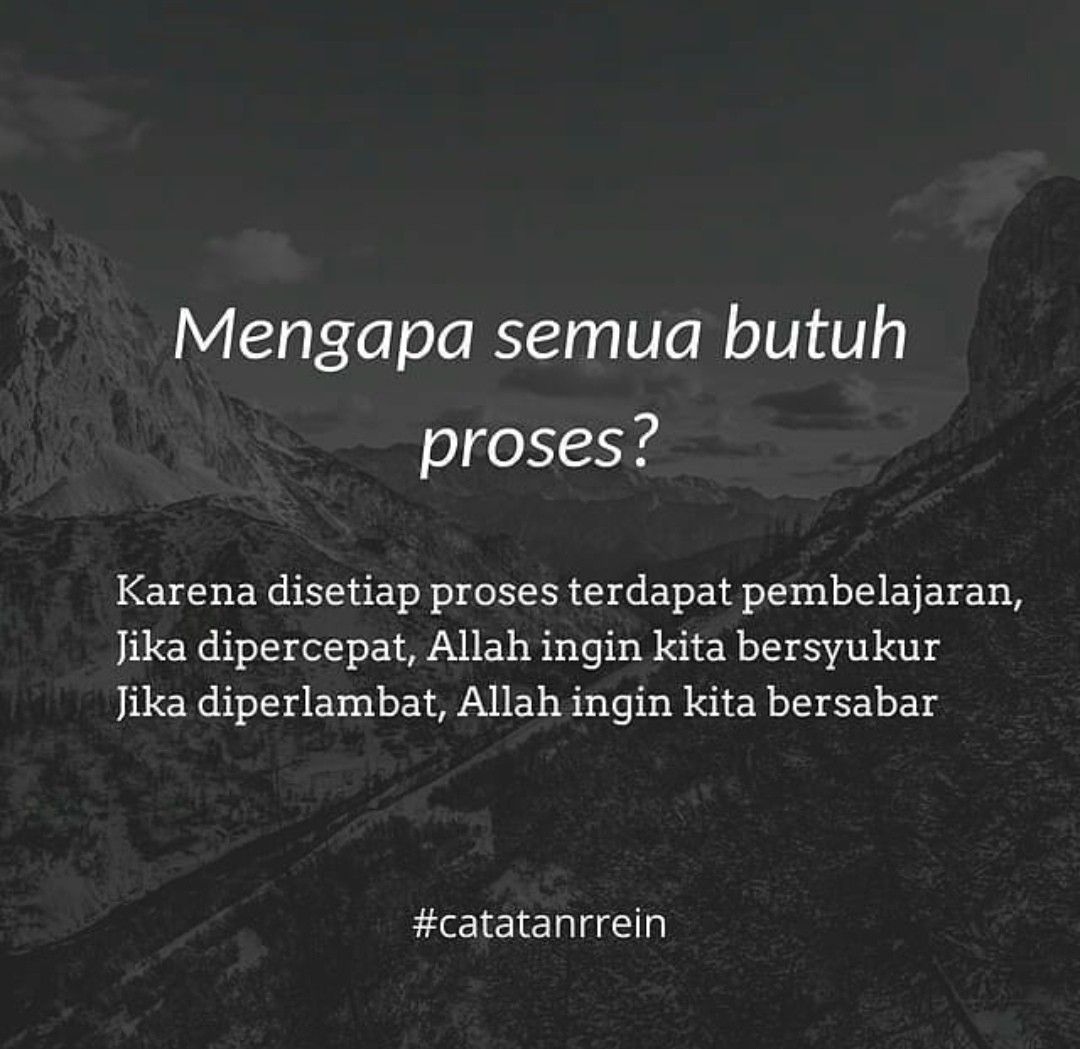 Mengapa semua butuh
proses?
Karena disetiap proses terdapat pembelajaran,
Jika dipercepat, Allah ingin kita bersyukur
Jika diperlambat, Allah ingin kita bersabar
#catatanrrein